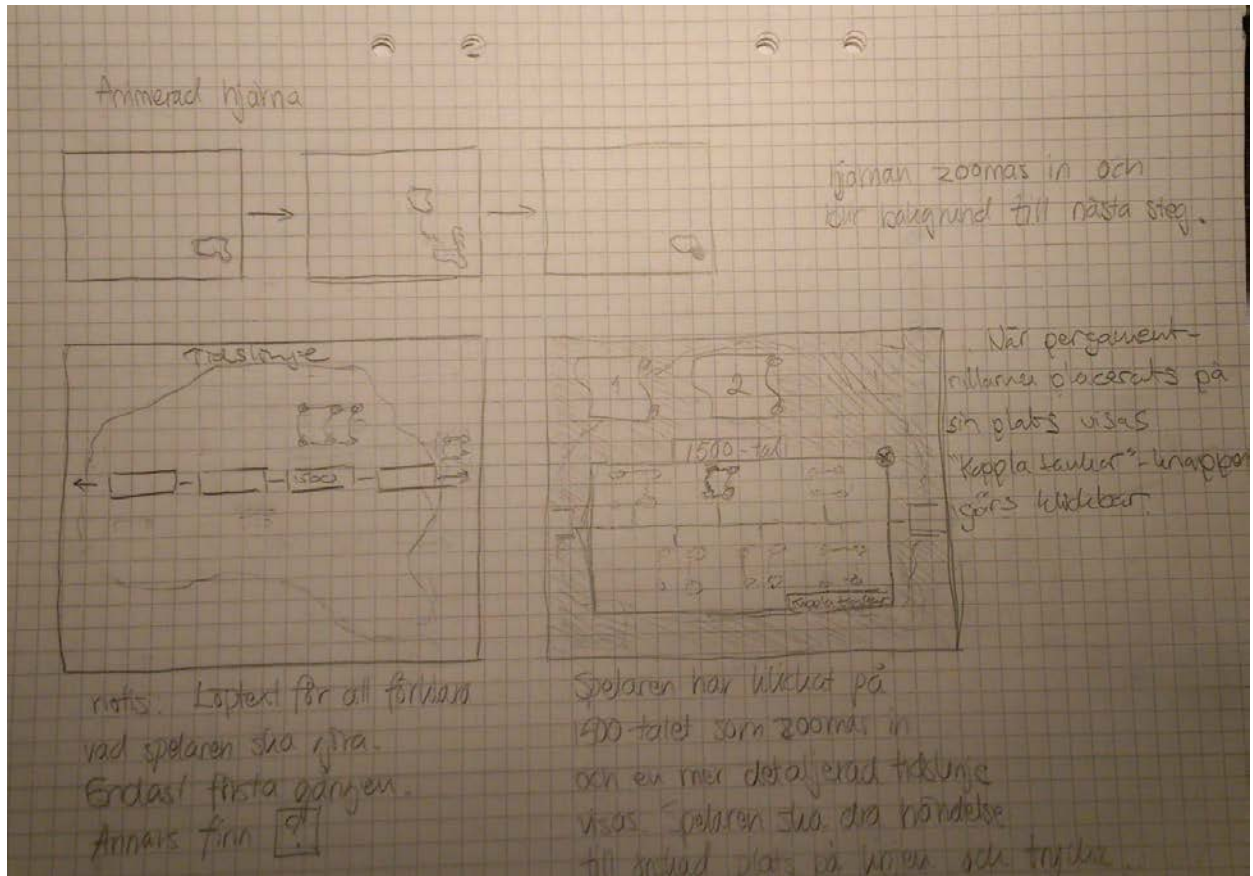 Animerad hjärna
hjärnan zoomas in och
blir bakgrund till nästa steg.
Tidslinje
1500
notis. Löptext för att förklara
vad spelaren ska göra.
Endast första gången.
Annars finn ?
1 2
1500-tal
Koppla tankar
När pergament-
rullarna placerats på
sin plats visas
"Koppla tankar"-knappen
görs klickbar.
Spelaren har klickat på
1500-talet som zoomas in
och en mer detaljerad tidslinje
visas. Spelaren ska dra händelse
till önskad plats på linjen och trycka